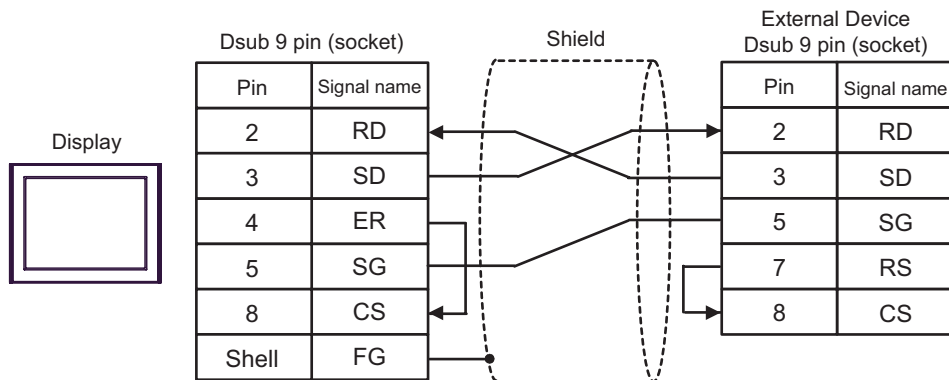 External Device
Dsub 9 pin (socket)
Shield
Dsub 9 pin (socket)
Display
Pin Signal name
2 RD
3 SD
4 ER
5 SG
8 CS
Shell FG
Pin Signal name
2 RD
3 SD
5 SG
7 RS
8 CS